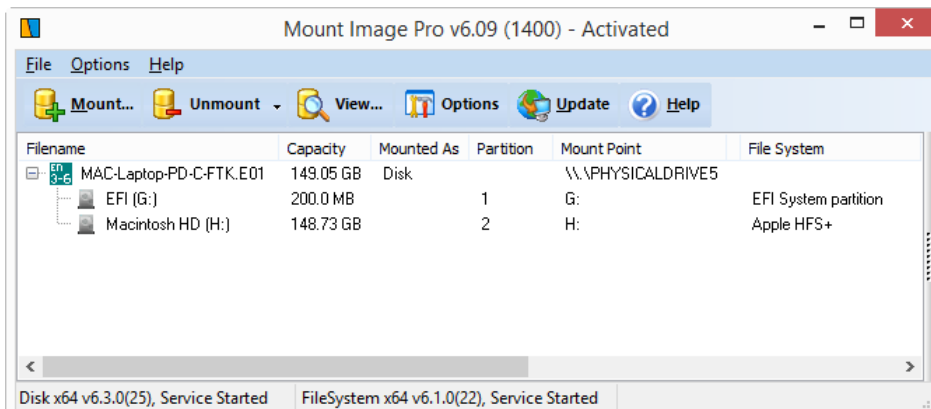 Mount Image Pro v6.09 (1400) - Activated
File Options Help
Mount... Unmount View... Options Update Help
Filename Capacity Mounted As Partition Mount Point File System
En 3-6 MAC-Laptop-PD-C-FTK.E01 149.05 GB Disk \\.\PHYSICALDRIVE5
EFI (G:) 200.0 MB 1 G: EFI System partition
Macintosh HD (H:) 148.73 GB 2 H: Apple HFS+
Disk x64 v6.3.0(25), Service Started FileSystem x64 v6.1.0(22), Service Started